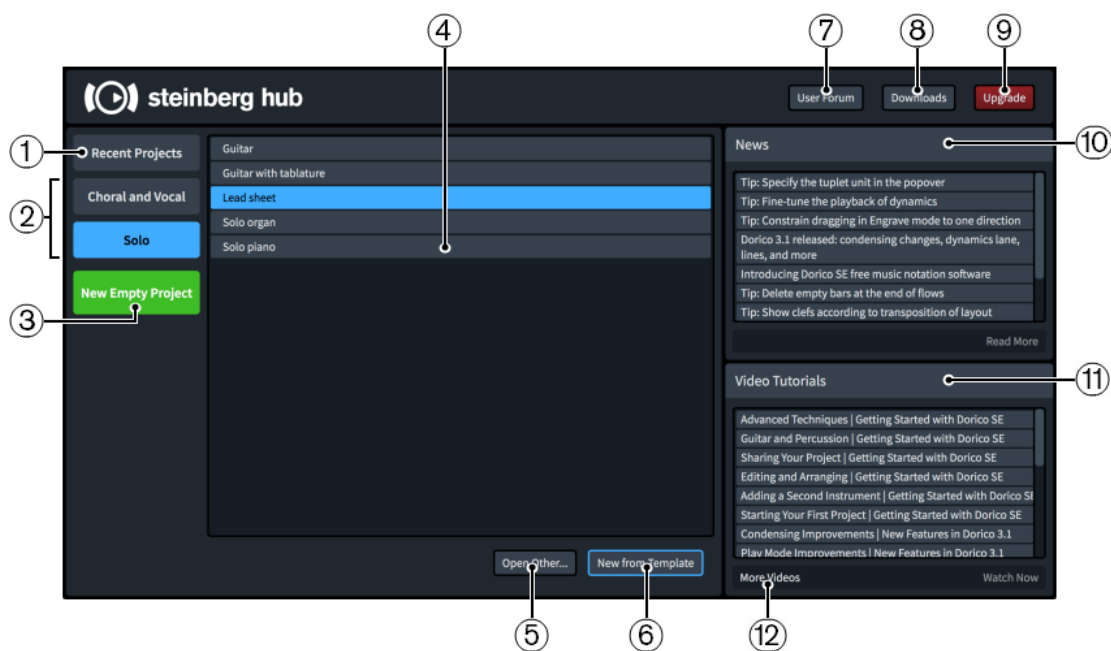 ④
⑦
⑧
⑨
steinberg hub
User Forum
Downloads
Upgrade
①
Recent Projects
②
Choral and Vocal
Solo
New Empty Project
③
Guitar
Guitar with tablature
Lead sheet
Solo organ
Solo piano
Open Other...
New from Template
⑤
⑥
News
⑩
Tip: Specify the tuplet unit in the popover
Tip: Fine-tune the playback of dynamics
Tip: Constrain dragging in Engrave mode to one direction
Dorico 3.1 released: condensing changes, dynamics lane,
lines, and more
Introducing Dorico SE free music notation software
Tip: Delete empty bars at the end of flows
Tip: Show clefs according to transposition of layout
Read More
Video Tutorials
⑪
Advanced Techniques | Getting Started with Dorico SE
Guitar and Percussion | Getting Started with Dorico SE
Sharing Your Project | Getting Started with Dorico SE
Editing and Arranging | Getting Started with Dorico SE
Adding a Second Instrument | Getting Started with Dorico SE
Starting Your First Project | Getting Started with Dorico SE
Condensing Improvements | New Features in Dorico 3.1
Play Mode Improvements | New Features in Dorico 3.1
More Videos
Watch Now
⑫